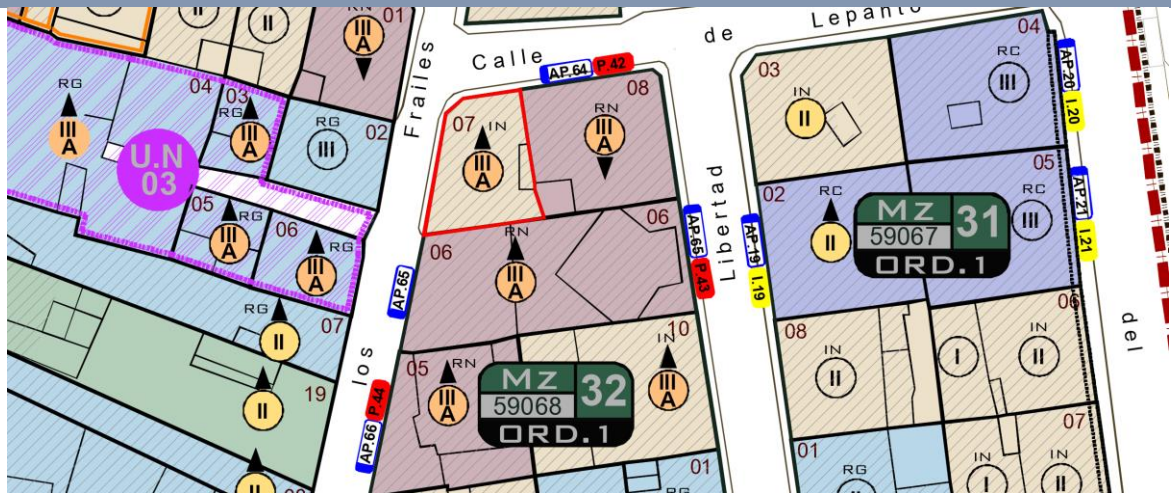 RN
III
A
01
II
II
Calle
de
Lepanto
AP.64
P.42
Frailes
04
03
RG
III
A
RG
III
A
RG
III
02
U.N
03
05
RG
III
A
06
RG
III
A
07
IN
III
A
08
RN
III
A
03
IN
II
04
RC
III
AP.20
I.20
02
RC
II
05
RC
III
AP.21
I.21
Mz
31
59067
ORD.1
06
RN
III
A
06
AP.65
AP.65
P.43
Libertad
AP.19
I.19
RG
II
07
19
II
II
los
P.44
AP.66
05
RN
III
A
10
IN
III
A
Mz
32
59068
ORD.1
01
RG
08
IN
II
I
IN
II
06
del
01
RG
II
IN
I
IN
II
07